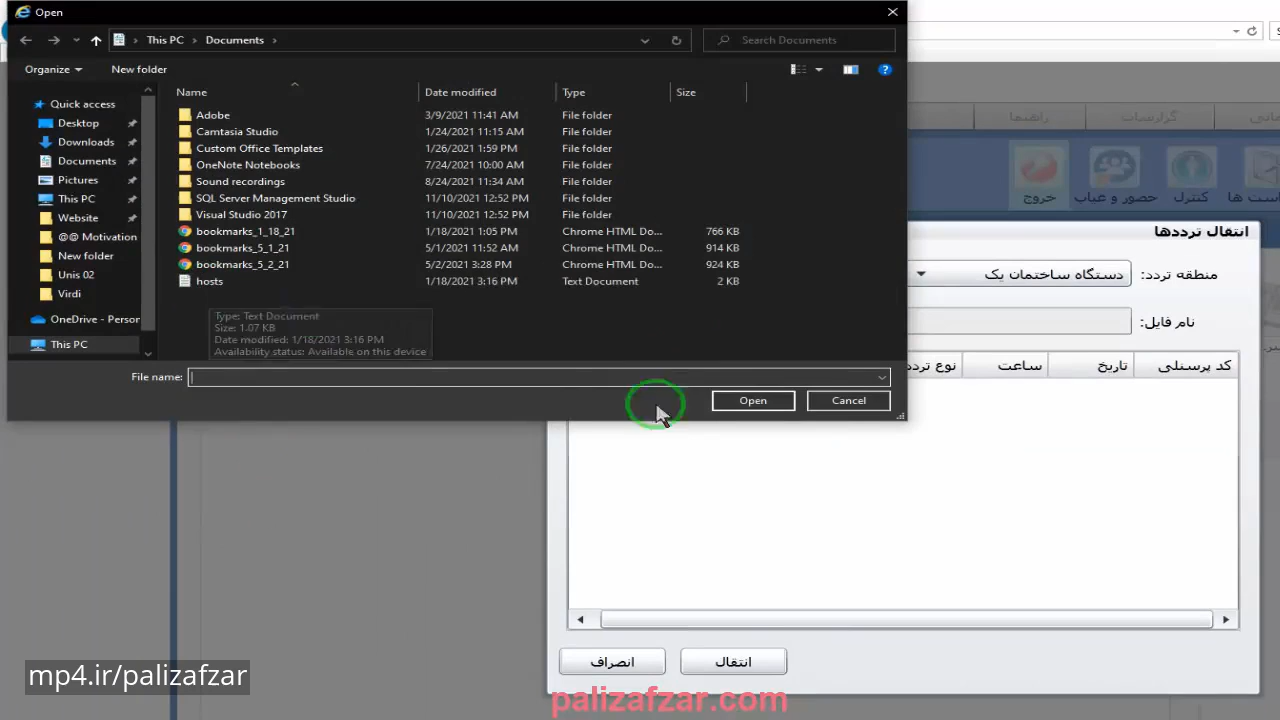 Open
This PC > Documents >
Search Documents
Organize
New folder
Name Date modified Type Size
Quick access
Desktop
Downloads
Documents
Pictures
This PC
Website
@@ Motivation
New folder
Unis 02
Virdi
OneDrive - Person
This PC
Adobe 3/9/2021 11:41 AM File folder
Camtasia Studio 1/24/2021 11:15 AM File folder
Custom Office Templates 1/26/2021 1:59 PM File folder
OneNote Notebooks 7/24/2021 10:00 AM File folder
Sound recordings 8/24/2021 11:34 AM File folder
SQL Server Management Studio 11/10/2021 12:52 PM File folder
Visual Studio 2017 11/10/2021 12:52 PM File folder
bookmarks_1_18_21 1/18/2021 1:05 PM Chrome HTML Do... 766 KB
bookmarks_5_1_21 5/1/2021 11:52 AM Chrome HTML Do... 914 KB
bookmarks_5_2_21 5/2/2021 3:28 PM Chrome HTML Do... 924 KB
hosts 1/18/2021 3:16 PM Text Document 2 KB
Type: Text Document
Size: 1.07 KB
Date modified: 1/18/2021 3:16 PM
Availability status: Available on this device
File name:
Open Cancel
گزارشات راهنما
کنترل حضور و غیاب خروج
انتقال ترددها
منطقه تردد: دستگاه ساختمان یک
نام فایل:
کد پرسنلی تاریخ ساعت نوع تردد
انتقال انصراف
mp4.ir/palizafzar
palizafzar.com